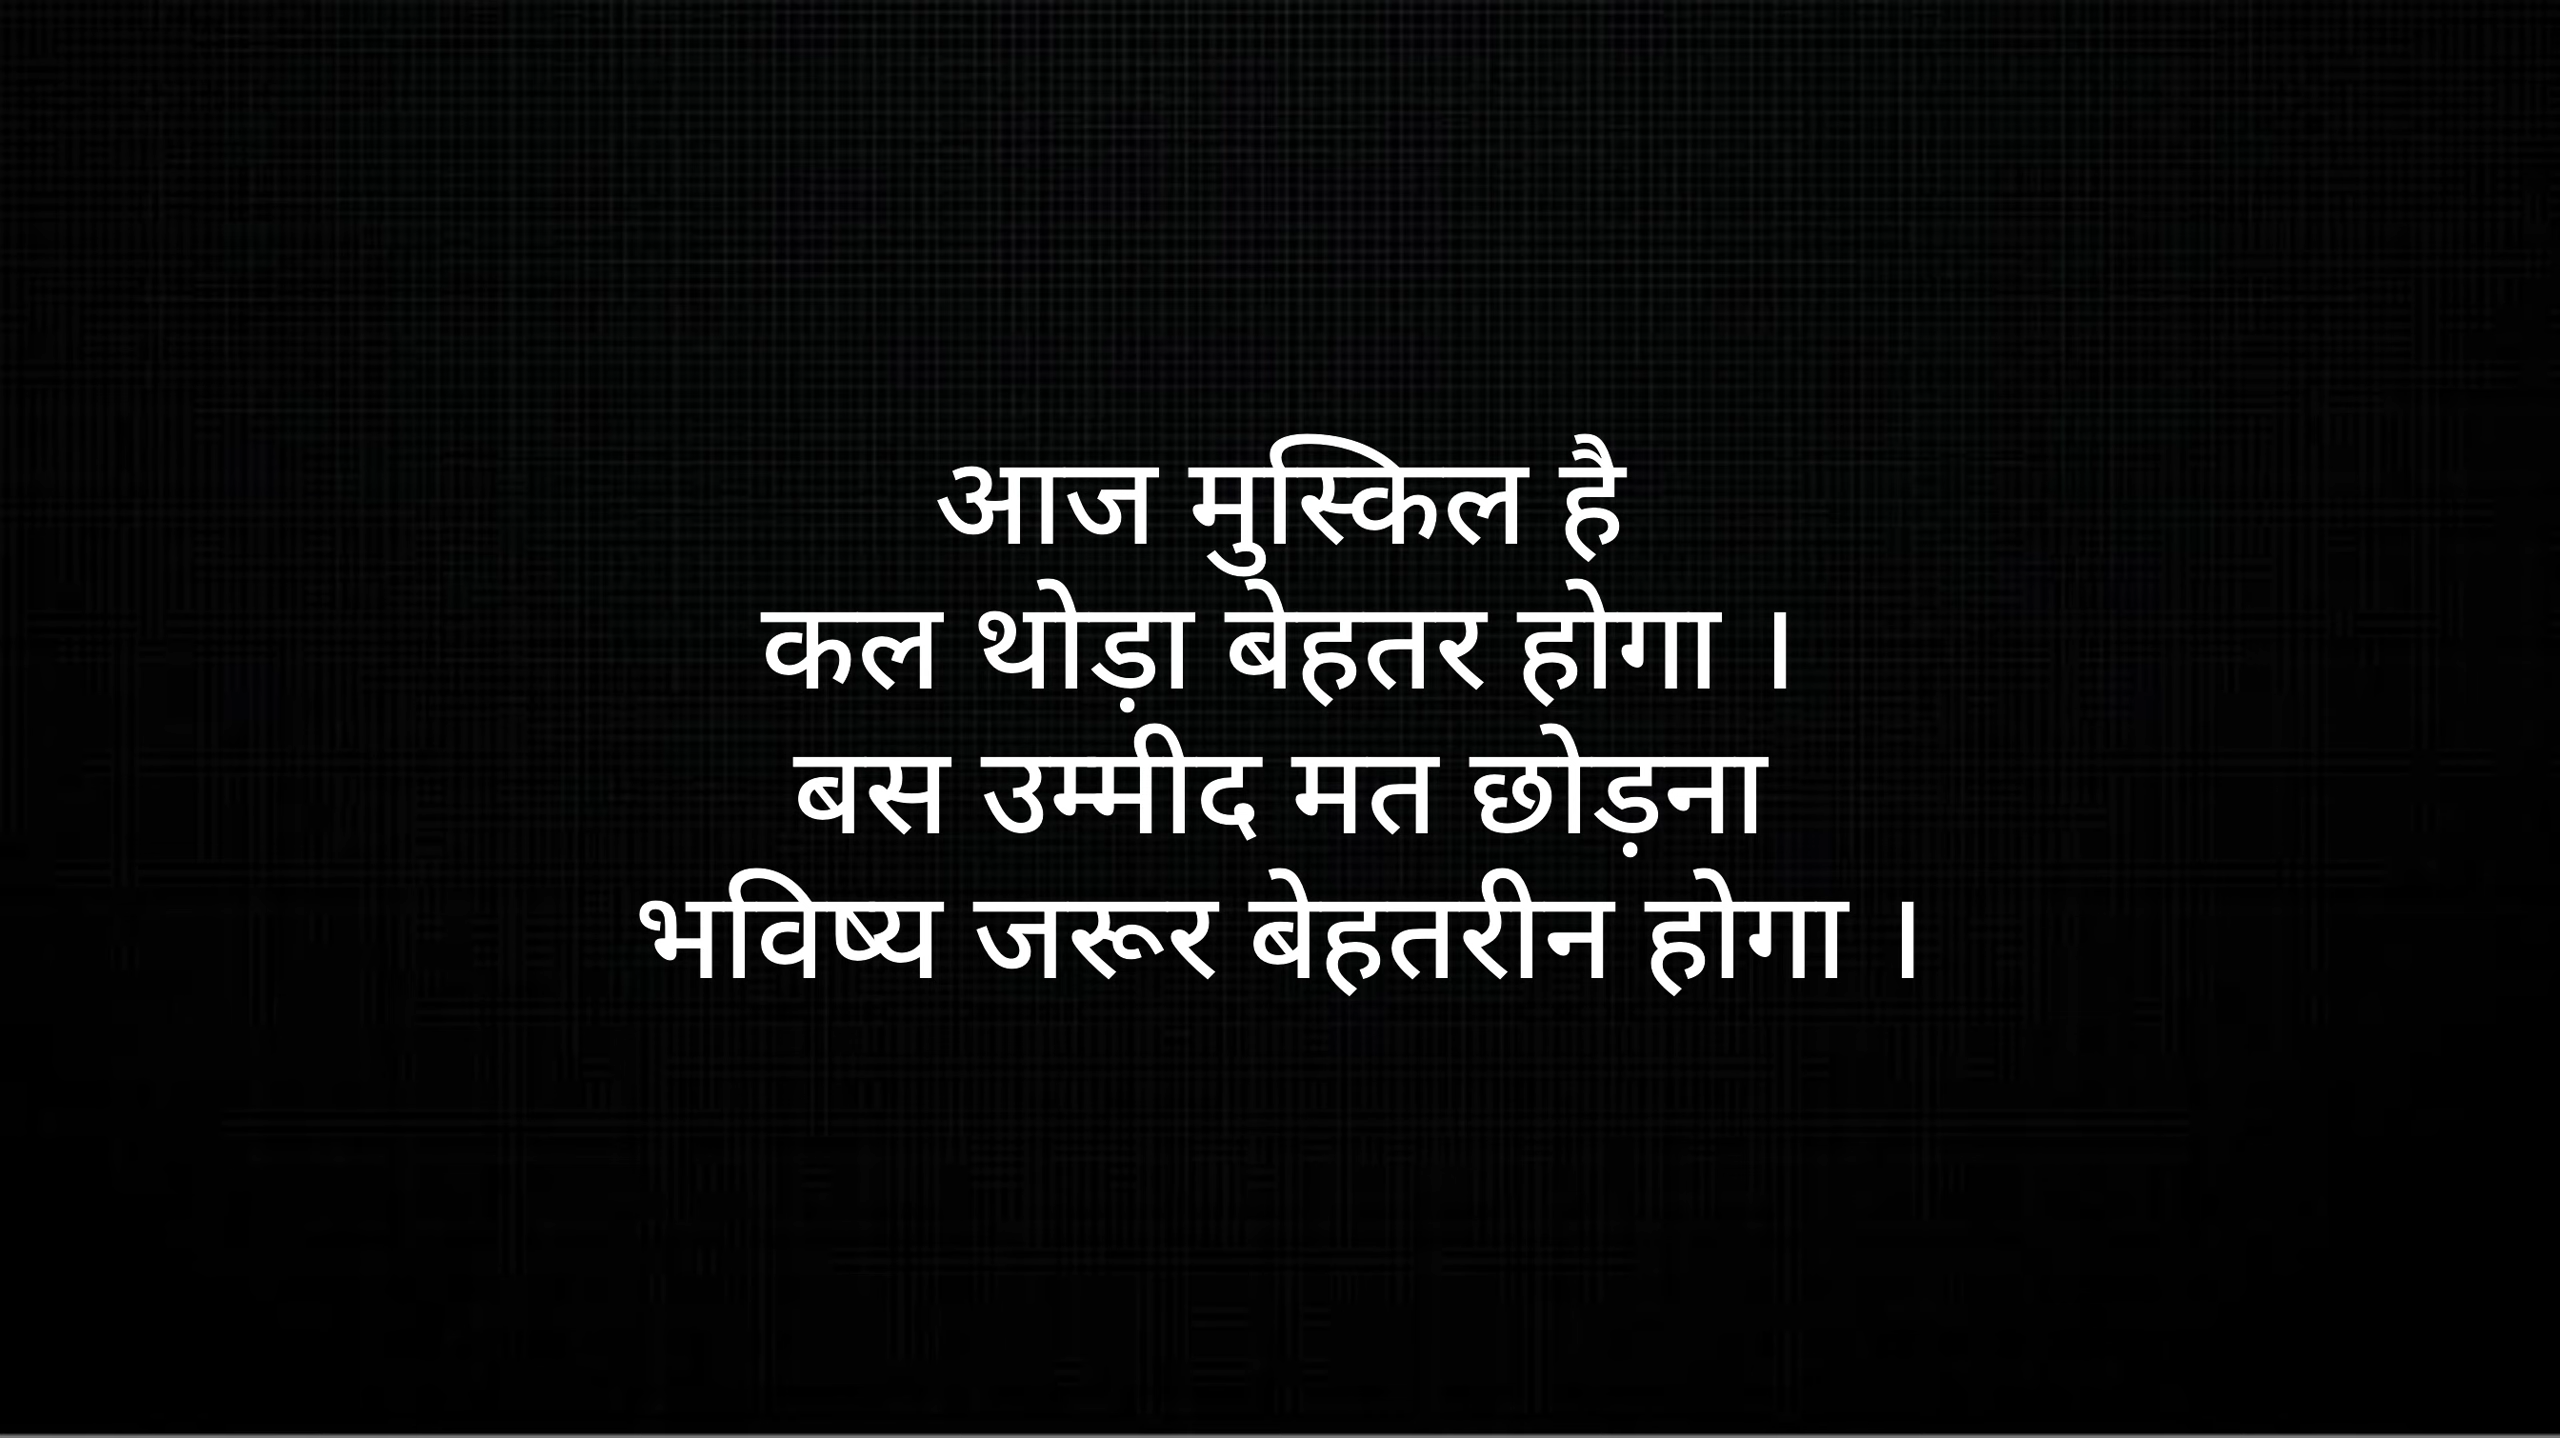 आज मुस्किल है
कल थोड़ा बेहतर होगा ।
बस उम्मीद मत छोड़ना
भविष्य जरूर बेहतरीन होगा ।